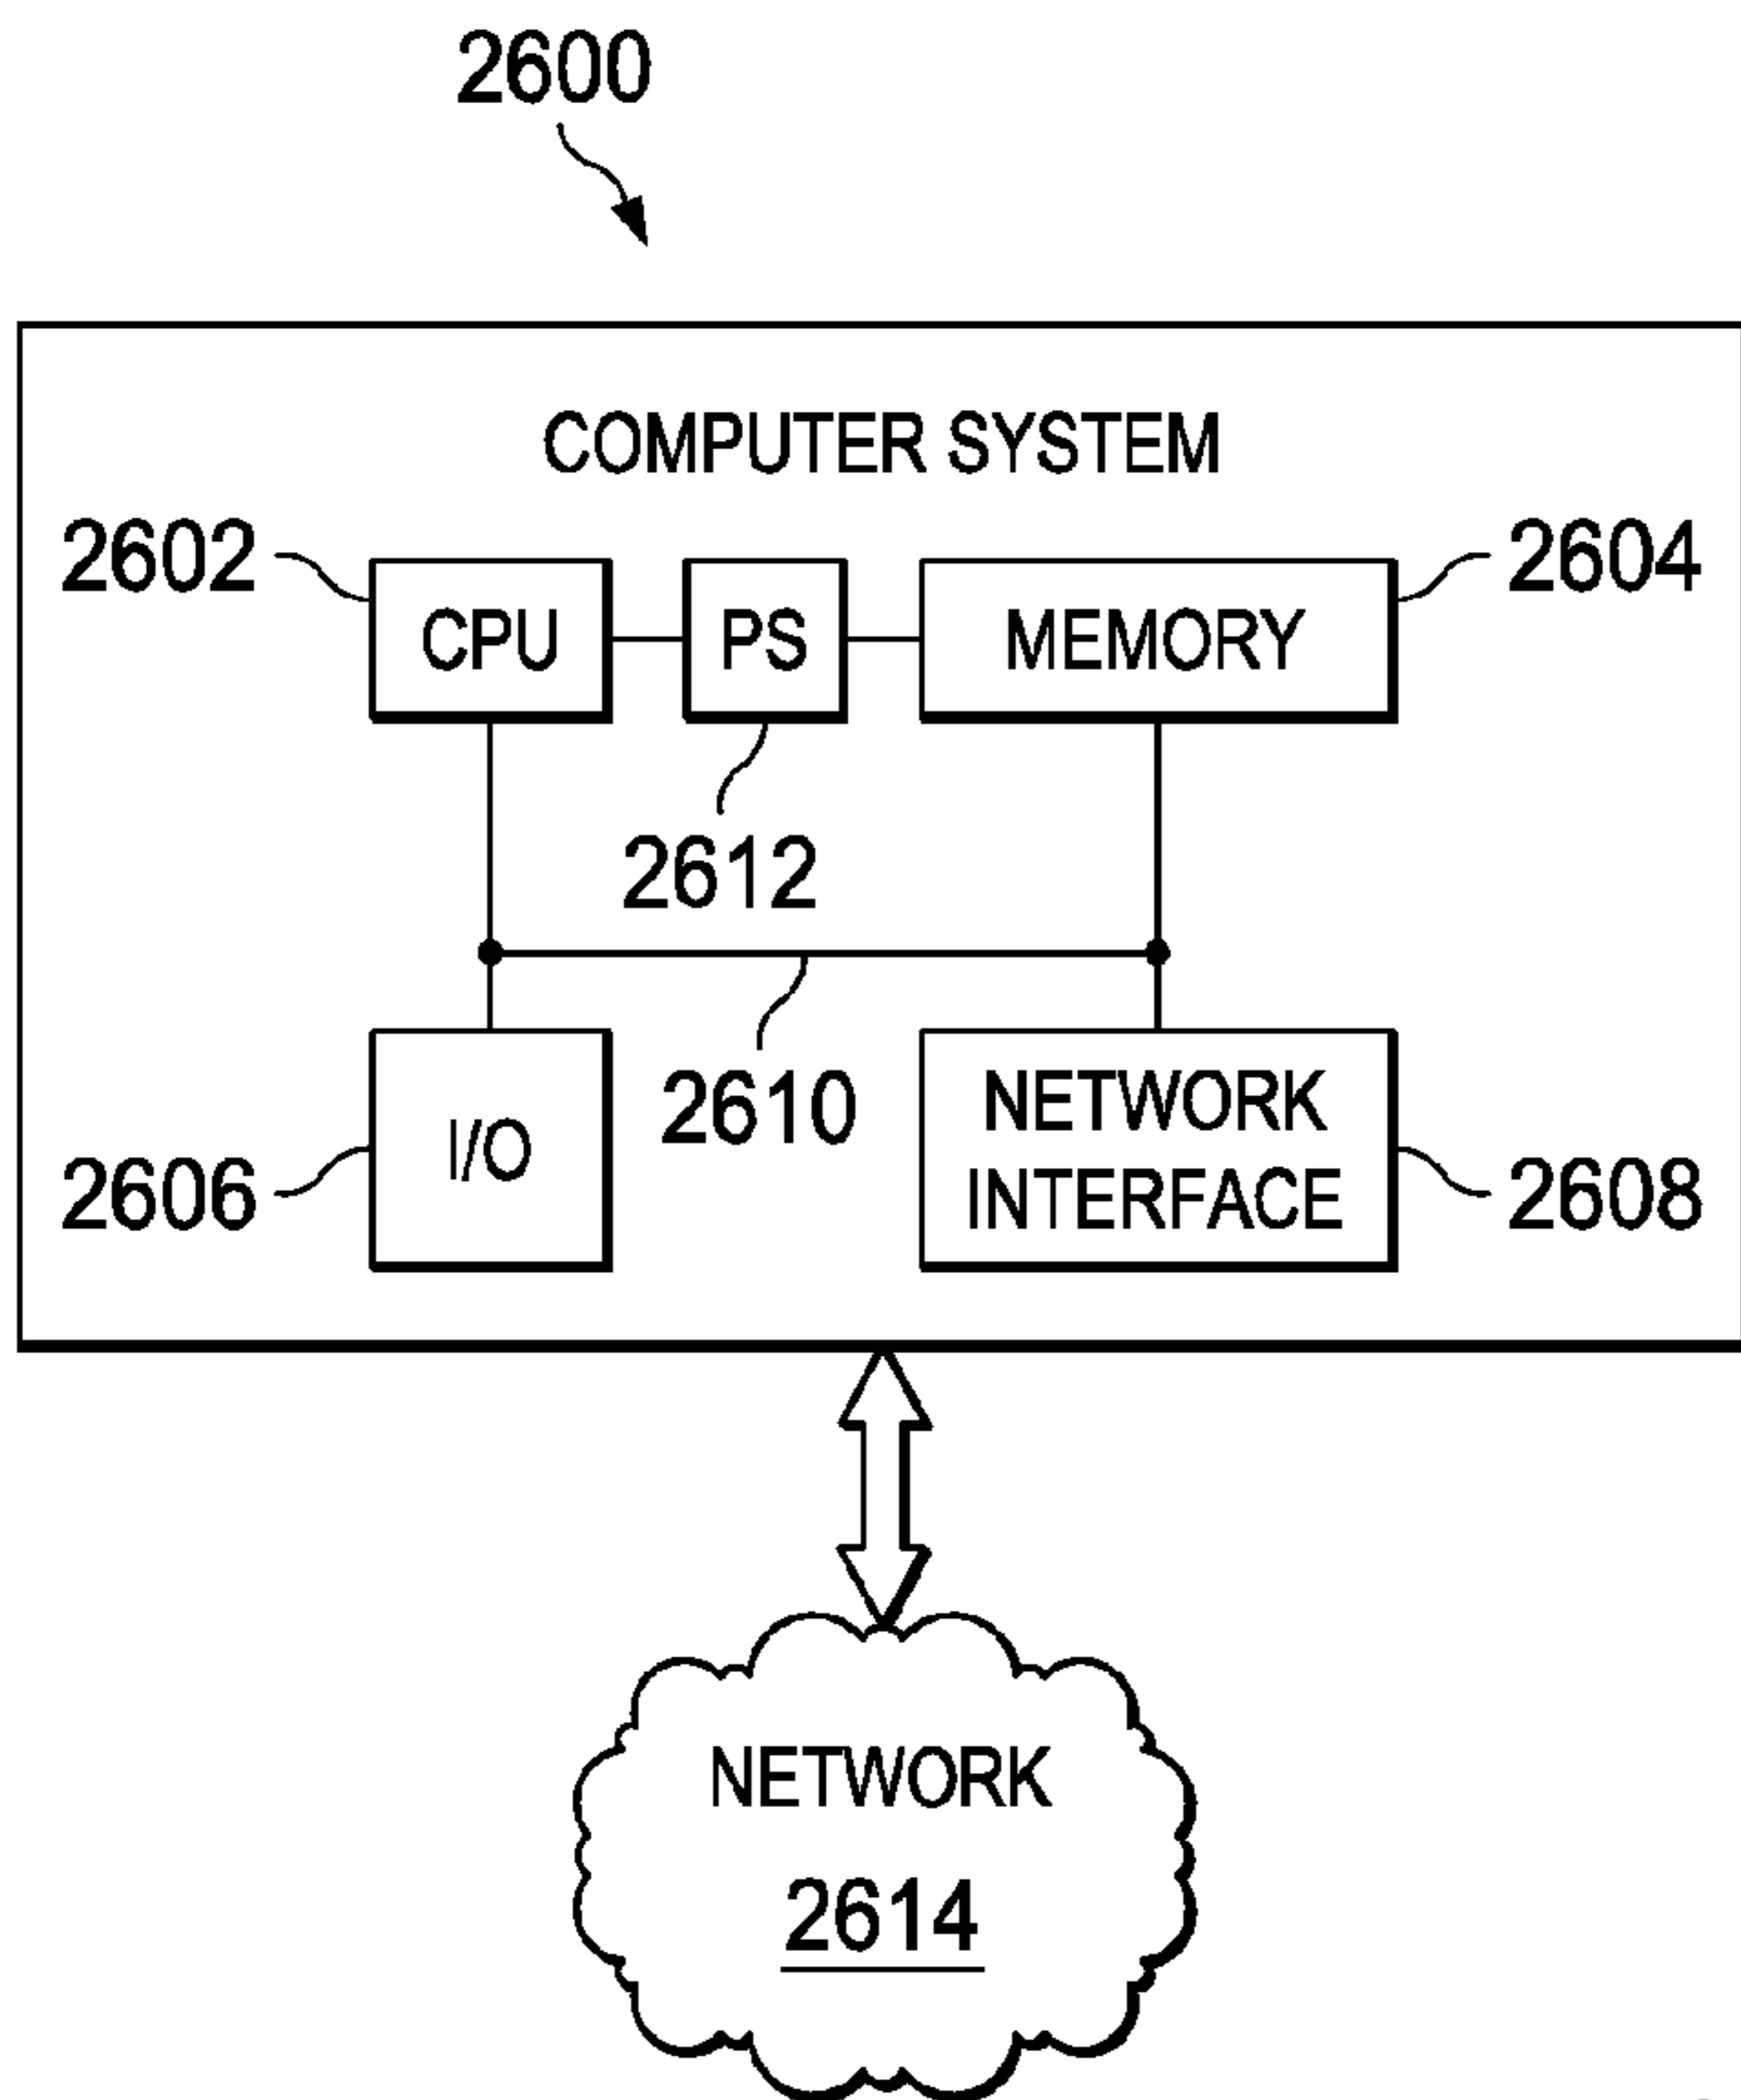 2600
COMPUTER SYSTEM
2602
CPU
PS
MEMORY
2604
2612
2610
2606
I/O
NETWORK
INTERFACE
2608
NETWORK
2614